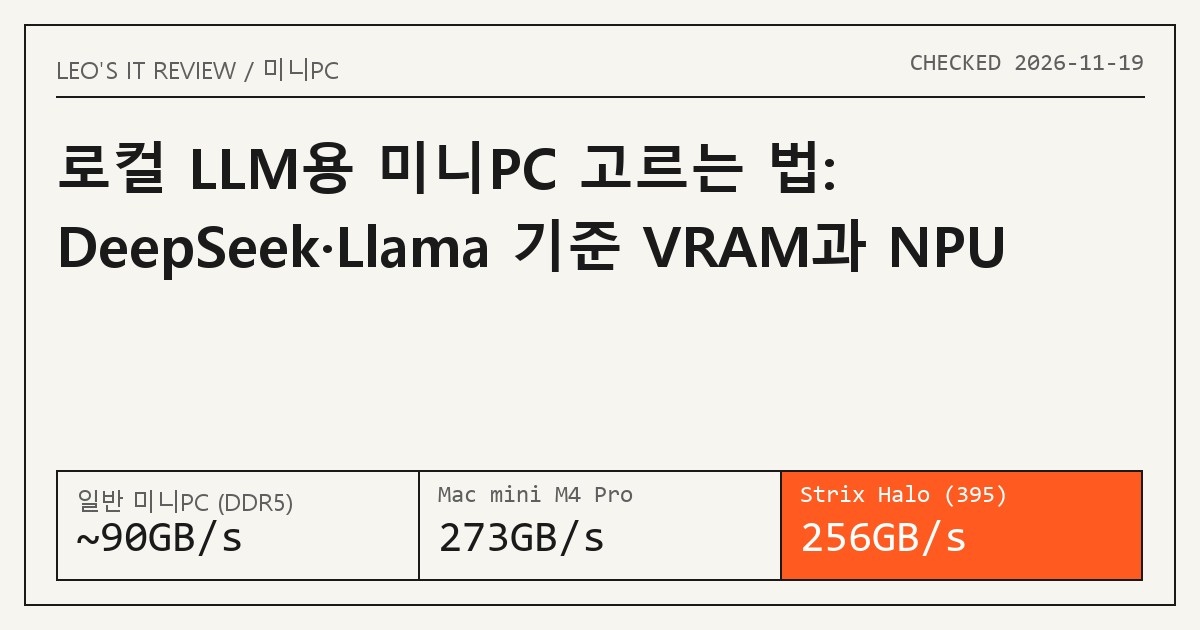 LEO'S IT REVIEW / 미니PC
CHECKED 2026-11-19
로컬 LLM용 미니PC 고르는 법:
DeepSeek·Llama 기준 VRAM과 NPU
일반 미니PC (DDR5)
~90GB/s
Mac mini M4 Pro
273GB/s
Strix Halo (395)
256GB/s